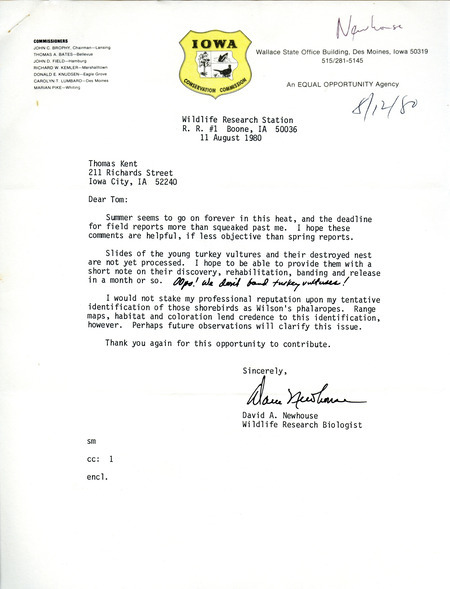 Newhouse
COMMISSIONERS
JOHN C. BROPHY, Chairman—Lansing
THOMAS A. BATES—Bellevue
JOHN D. FIELD—Hamburg
RICHARD W. KEMLER—Marshalltown
DONALD E. KNUDSEN—Eagle Grove
CAROLYN T. LUMBARD—Des Moines
MARIAN PIKE—Whiting
IOWA
CONSERVATION COMMISSION
Wallace State Office Building, Des Moines, Iowa 50319
515/281-5145
An EQUAL OPPORTUNITY Agency
8/12/80
Wildlife Research Station
R. R. #1 Boone, IA 50036
11 August 1980
Thomas Kent
211 Richards Street
Iowa City, IA 52240
Dear Tom:
Summer seems to go on forever in this heat, and the deadline
for field reports more than squeaked past me. I hope these
comments are helpful, if less objective than spring reports.
Slides of the young turkey vultures and their destroyed nest
are not yet processed. I hope to be able to provide them with a
short note on their discovery, rehabilitation, banding and release
in a month or so. Oops! We don't band turkey vultures!
I would not stake my professional reputation upon my tentative
identification of those shorebirds as Wilson's phalaropes. Range
maps, habitat and coloration lend credence to this identification,
however. Perhaps future observations will clarify this issue.
Thank you again for this opportunity to contribute.
Sincerely,
Dave Newhouse
David A. Newhouse
Wildlife Research Biologist
sm
cc: 1
encl.